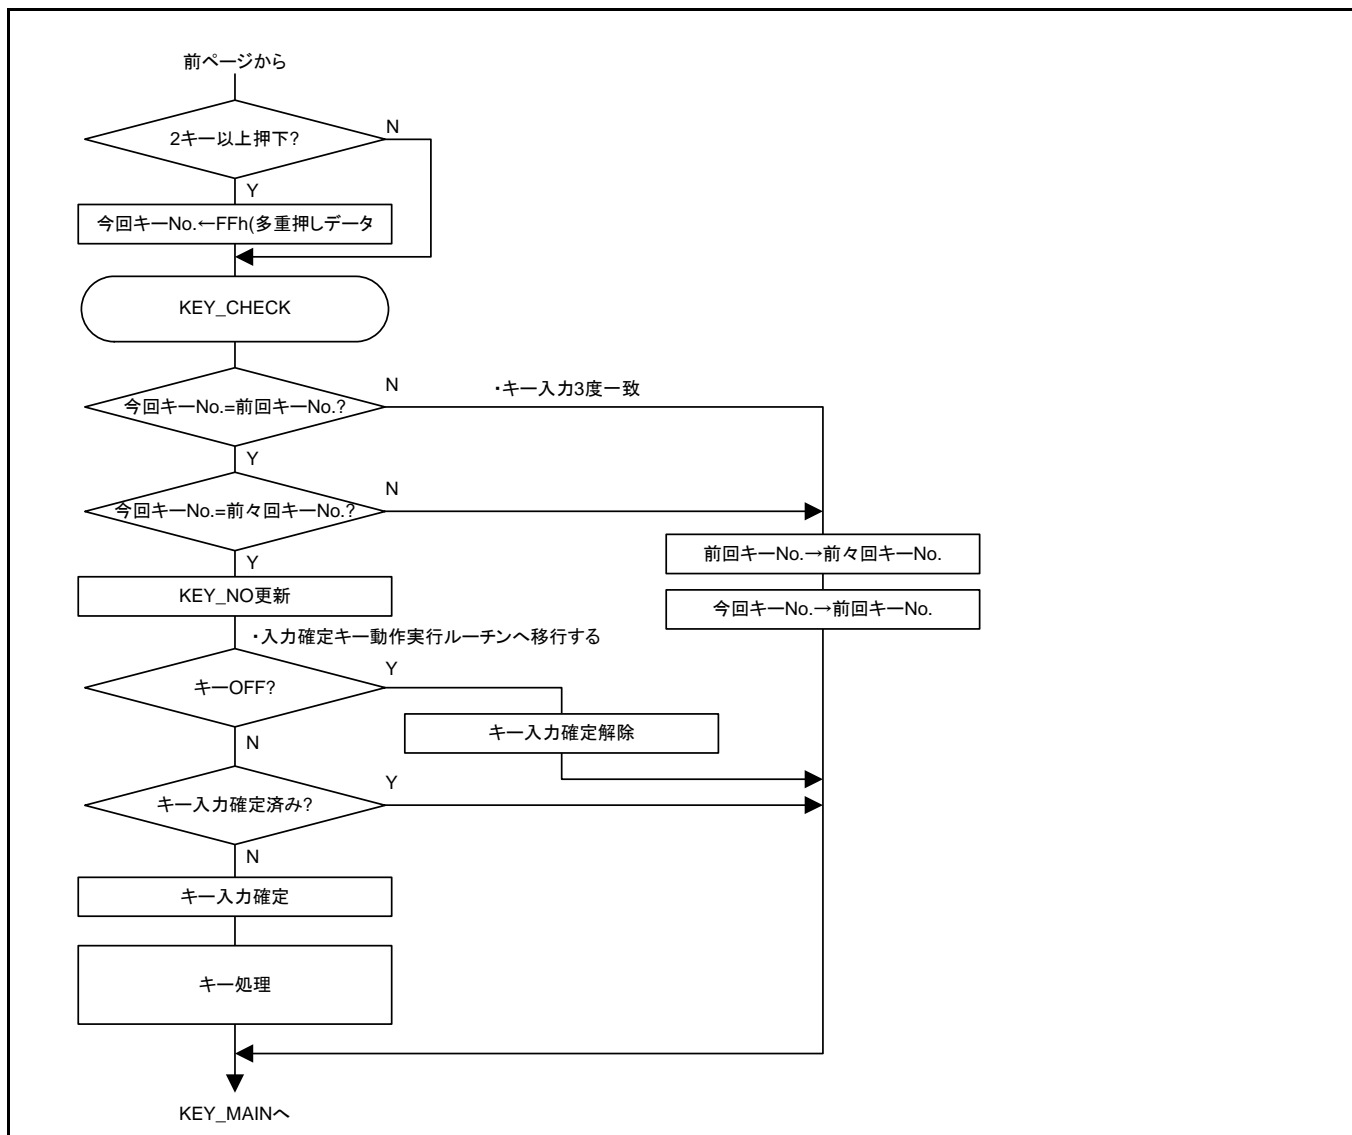 前ページから
2キー以上押下?
N
Y
今回キーNo.←FFh(多重押しデータ
KEY_CHECK
N
・キー入力3度一致
今回キーNo.=前回キーNo.?
Y
N
今回キーNo.=前々回キーNo.?
Y
前回キーNo.→前々回キーNo.
KEY_NO更新
今回キーNo.→前回キーNo.
・入力確定キー動作実行ルーチンへ移行する
Y
キーOFF?
キー入力確定解除
N
Y
キー入力確定済み?
N
キー入力確定
キー処理
KEY_MAINへ